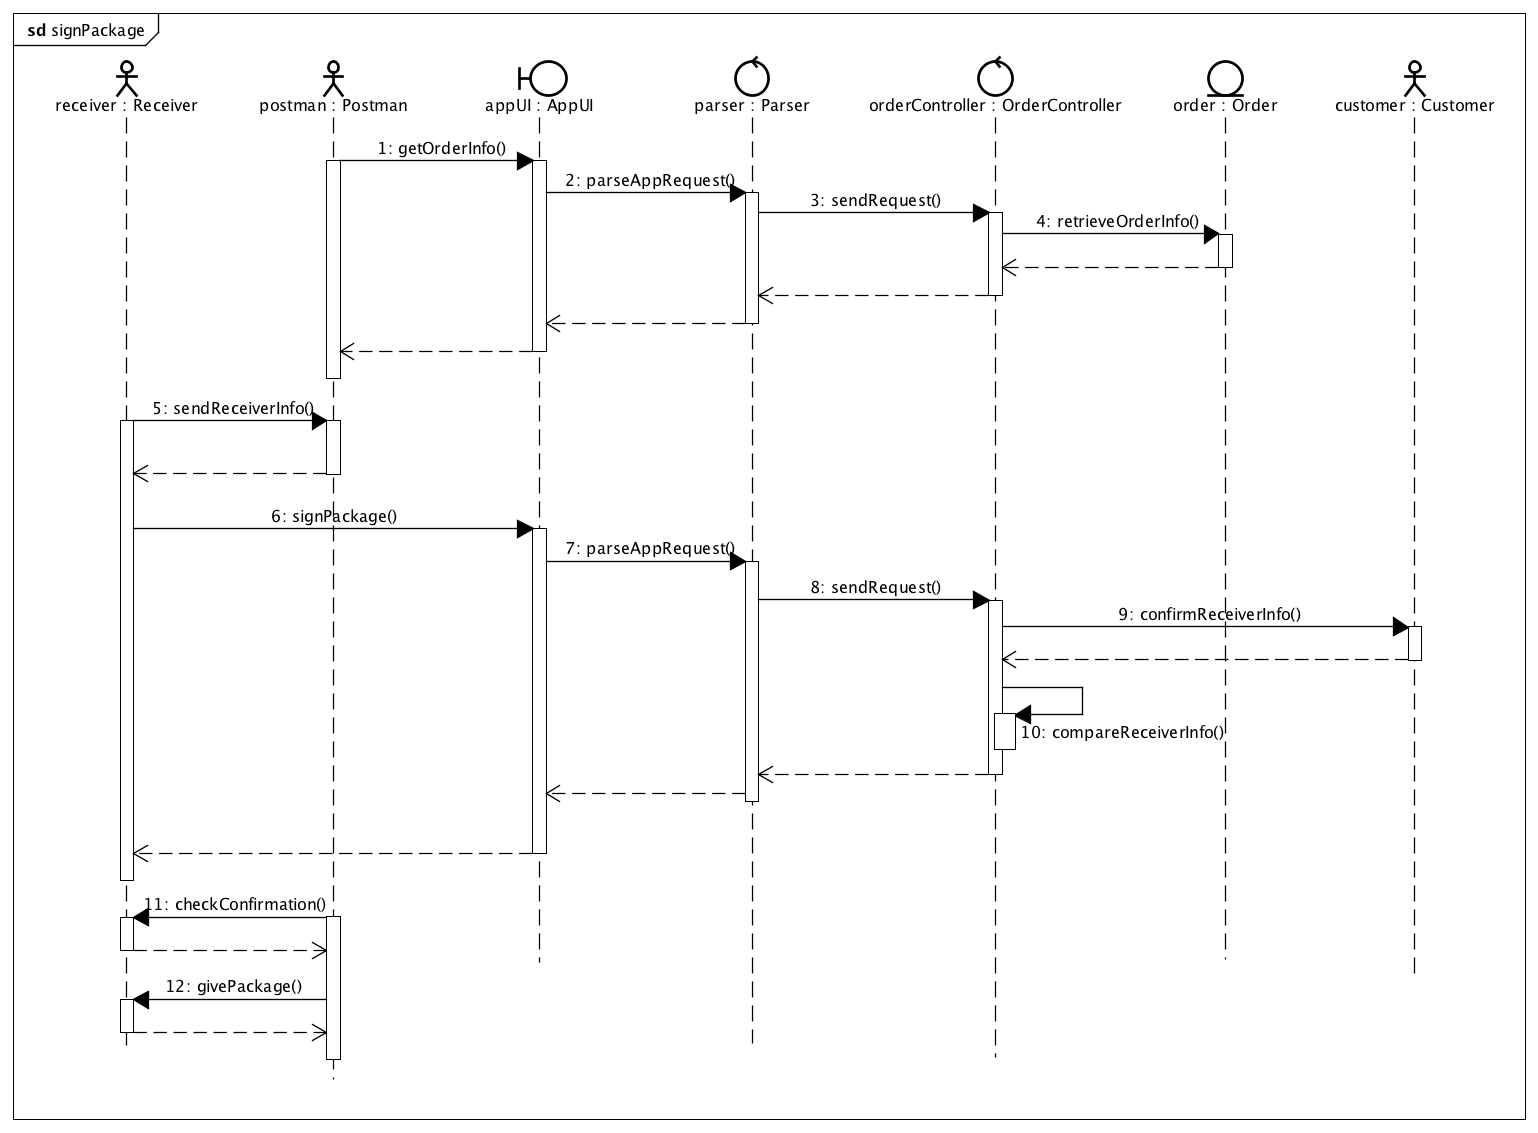 sd signPackage
receiver : Receiver
postman : Postman
appUI : AppUI
parser : Parser
orderController : OrderController
order : Order
customer : Customer
1: getOrderInfo()
2: parseAppRequest()
3: sendRequest()
4: retrieveOrderInfo()
5: sendReceiverInfo()
6: signPackage()
7: parseAppRequest()
8: sendRequest()
9: confirmReceiverInfo()
10: compareReceiverInfo()
11: checkConfirmation()
12: givePackage()